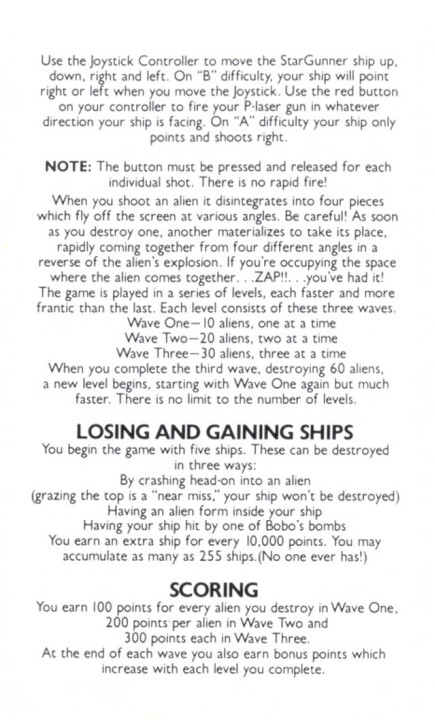 Use the Joystick Controller to move the StarGunner ship up,
down, right and left. On "B" difficulty, your ship will point
right or left when you move the Joystick. Use the red button
on your controller to fire your P-laser gun in whatever
direction your ship is facing. On "A" difficulty your ship only
points and shoots right.
NOTE: The button must be pressed and released for each
individual shot. There is no rapid fire!
When you shoot an alien it disintegrates into four pieces
which fly off the screen at various angles. Be careful! As soon
as you destroy one, another materializes to take its place,
rapidly coming together from four different angles in a
reverse of the alien's explosion. If you're occupying the space
where the alien comes together. . .ZAP!!. . .you've had it!
The game is played in a series of levels, each faster and more
frantic than the last. Each level consists of these three waves.
Wave One—10 aliens, one at a time
Wave Two—20 aliens, two at a time
Wave Three—30 aliens, three at a time
When you complete the third wave, destroying 60 aliens,
a new level begins, starting with Wave One again but much
faster. There is no limit to the number of levels.
LOSING AND GAINING SHIPS
You begin the game with five ships. These can be destroyed
in three ways:
By crashing head-on into an alien
(grazing the top is a "near miss," your ship won't be destroyed)
Having an alien form inside your ship
Having your ship hit by one of Bobo's bombs
You earn an extra ship for every 10,000 points. You may
accumulate as many as 255 ships.(No one ever has!)
SCORING
You earn 100 points for every alien you destroy in Wave One,
200 points per alien in Wave Two and
300 points each in Wave Three.
At the end of each wave you also earn bonus points which
increase with each level you complete.